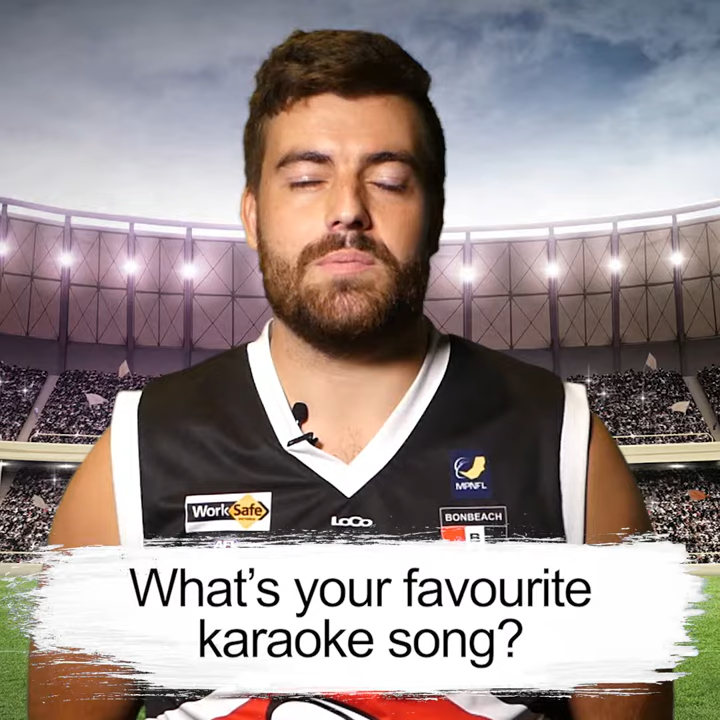 MPNFL
WorkSafe
LOCO
BONBEACH
What's your favourite
karaoke song?